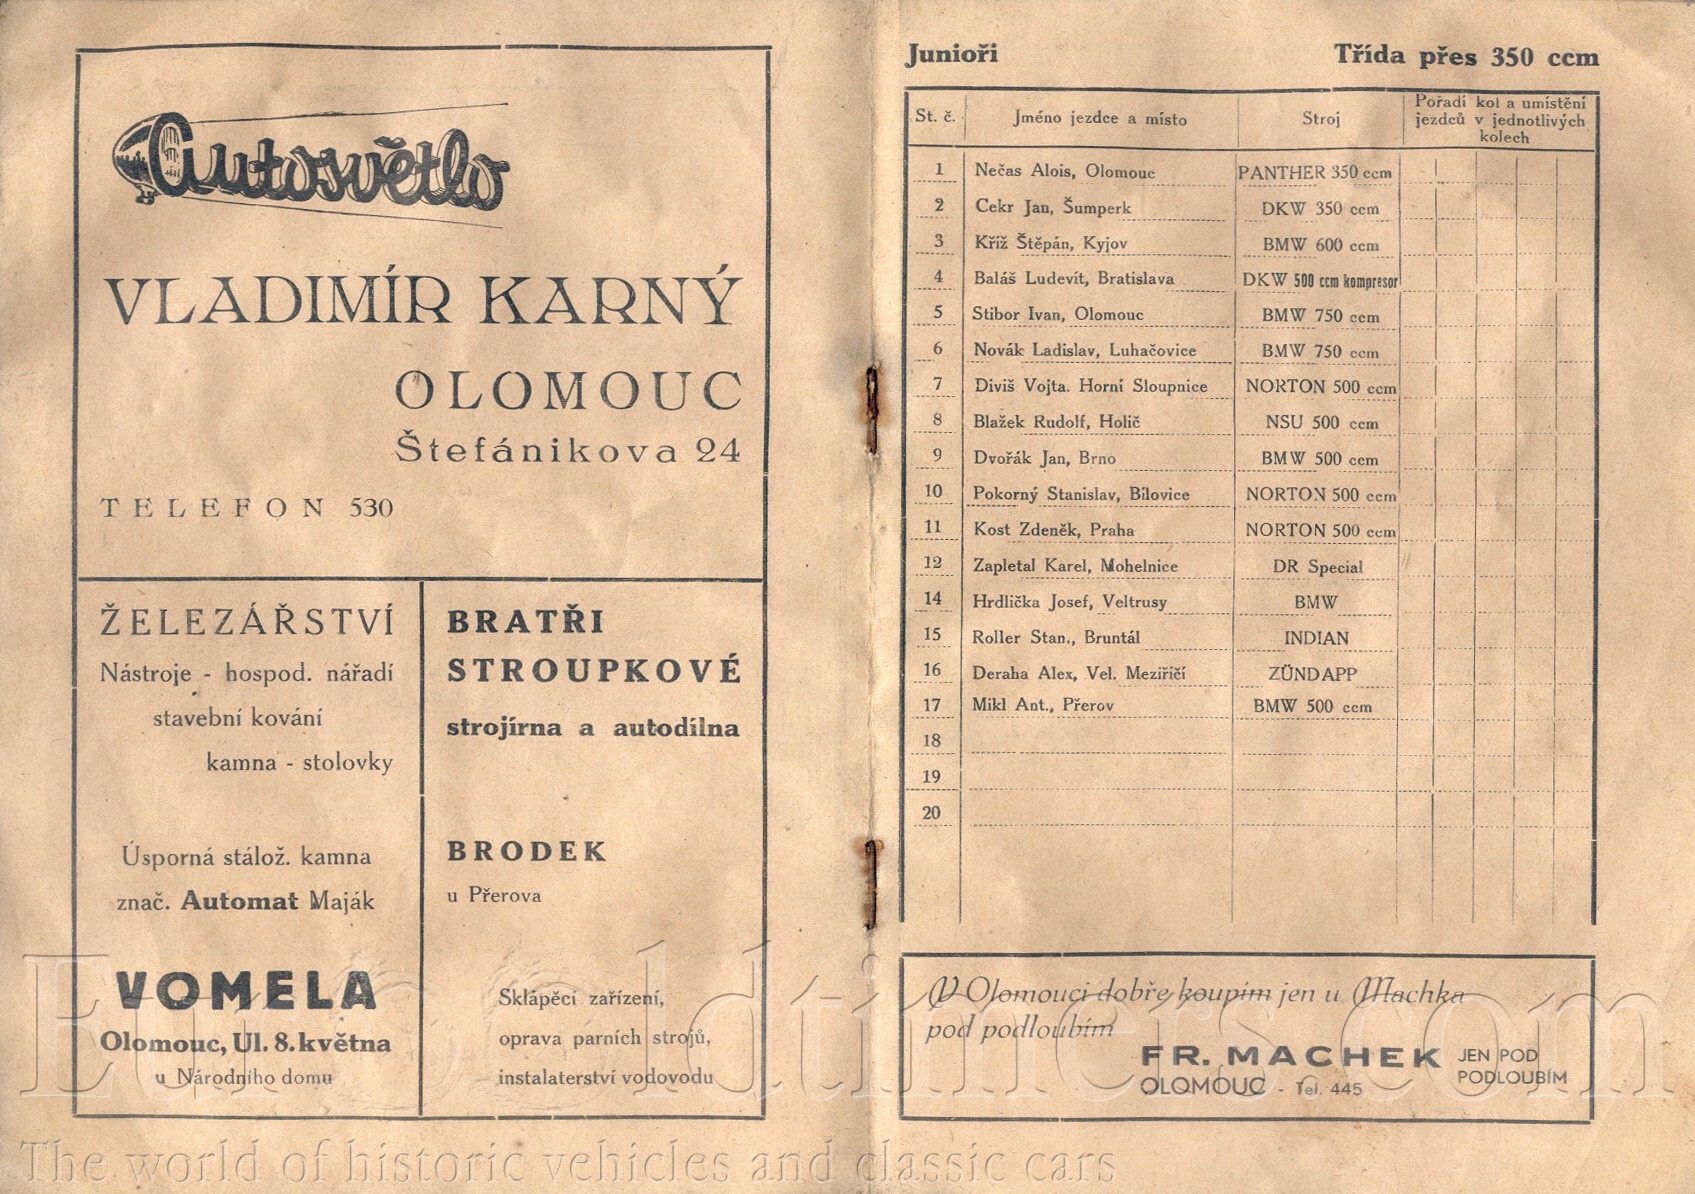 Autosvětlo
VLADIMÍR KARNÝ
OLOMOUC
Štefánikova 24
TELEFON 530
ŽELEZÁŘSTVÍ
Nástroje - hospod. nářadí
stavební kování
kamna - stolovky
Úsporná stálož. kamna
znač. Automat Maják
VOMELA
Olomouc, Ul. 8. května
u Národního domu
BRATŘI
STROUPKOVÉ
strojírna a autodílna
BRODEK
u Přerova
Sklápěcí zařízení,
oprava parních strojů,
instalaterství vodovodu
Junioři Třída přes 350 ccm
St. č. Jméno jezdce a místo Stroj Pořadí kol a umístění
jezdců v jednotlivých
kolech
1 Nečas Alois, Olomouc PANTHER 350 ccm
2 Cekr Jan, Šumperk DKW 350 ccm
3 Kříž Štěpán, Kyjov BMW 600 ccm
4 Baláš Ludevít, Bratislava DKW 500 ccm kompresor
5 Stibor Ivan, Olomouc BMW 750 ccm
6 Novák Ladislav, Luhačovice BMW 750 ccm
7 Diviš Vojta. Horní Sloupnice NORTON 500 ccm
8 Blažek Rudolf, Holič NSU 500 ccm
9 Dvořák Jan, Brno BMW 500 ccm
10 Pokorný Stanislav, Bílovice NORTON 500 ccm
11 Kost Zdeněk, Praha NORTON 500 ccm
12 Zapletal Karel, Mohelnice DR Special
14 Hrdlička Josef, Veltrusy BMW
15 Roller Stan., Bruntál INDIAN
16 Deraha Alex, Vel. Meziříčí ZÜNDAPP
17 Mikl Ant., Přerov BMW 500 ccm
18
19
20
V Olomouci dobře koupím jen u Machka
pod podloubím
FR. MACHEK JEN POD
PODLOUBÍM
OLOMOUC - Tel. 445
Eurooldtimers.com
The world of historic vehicles and classic cars